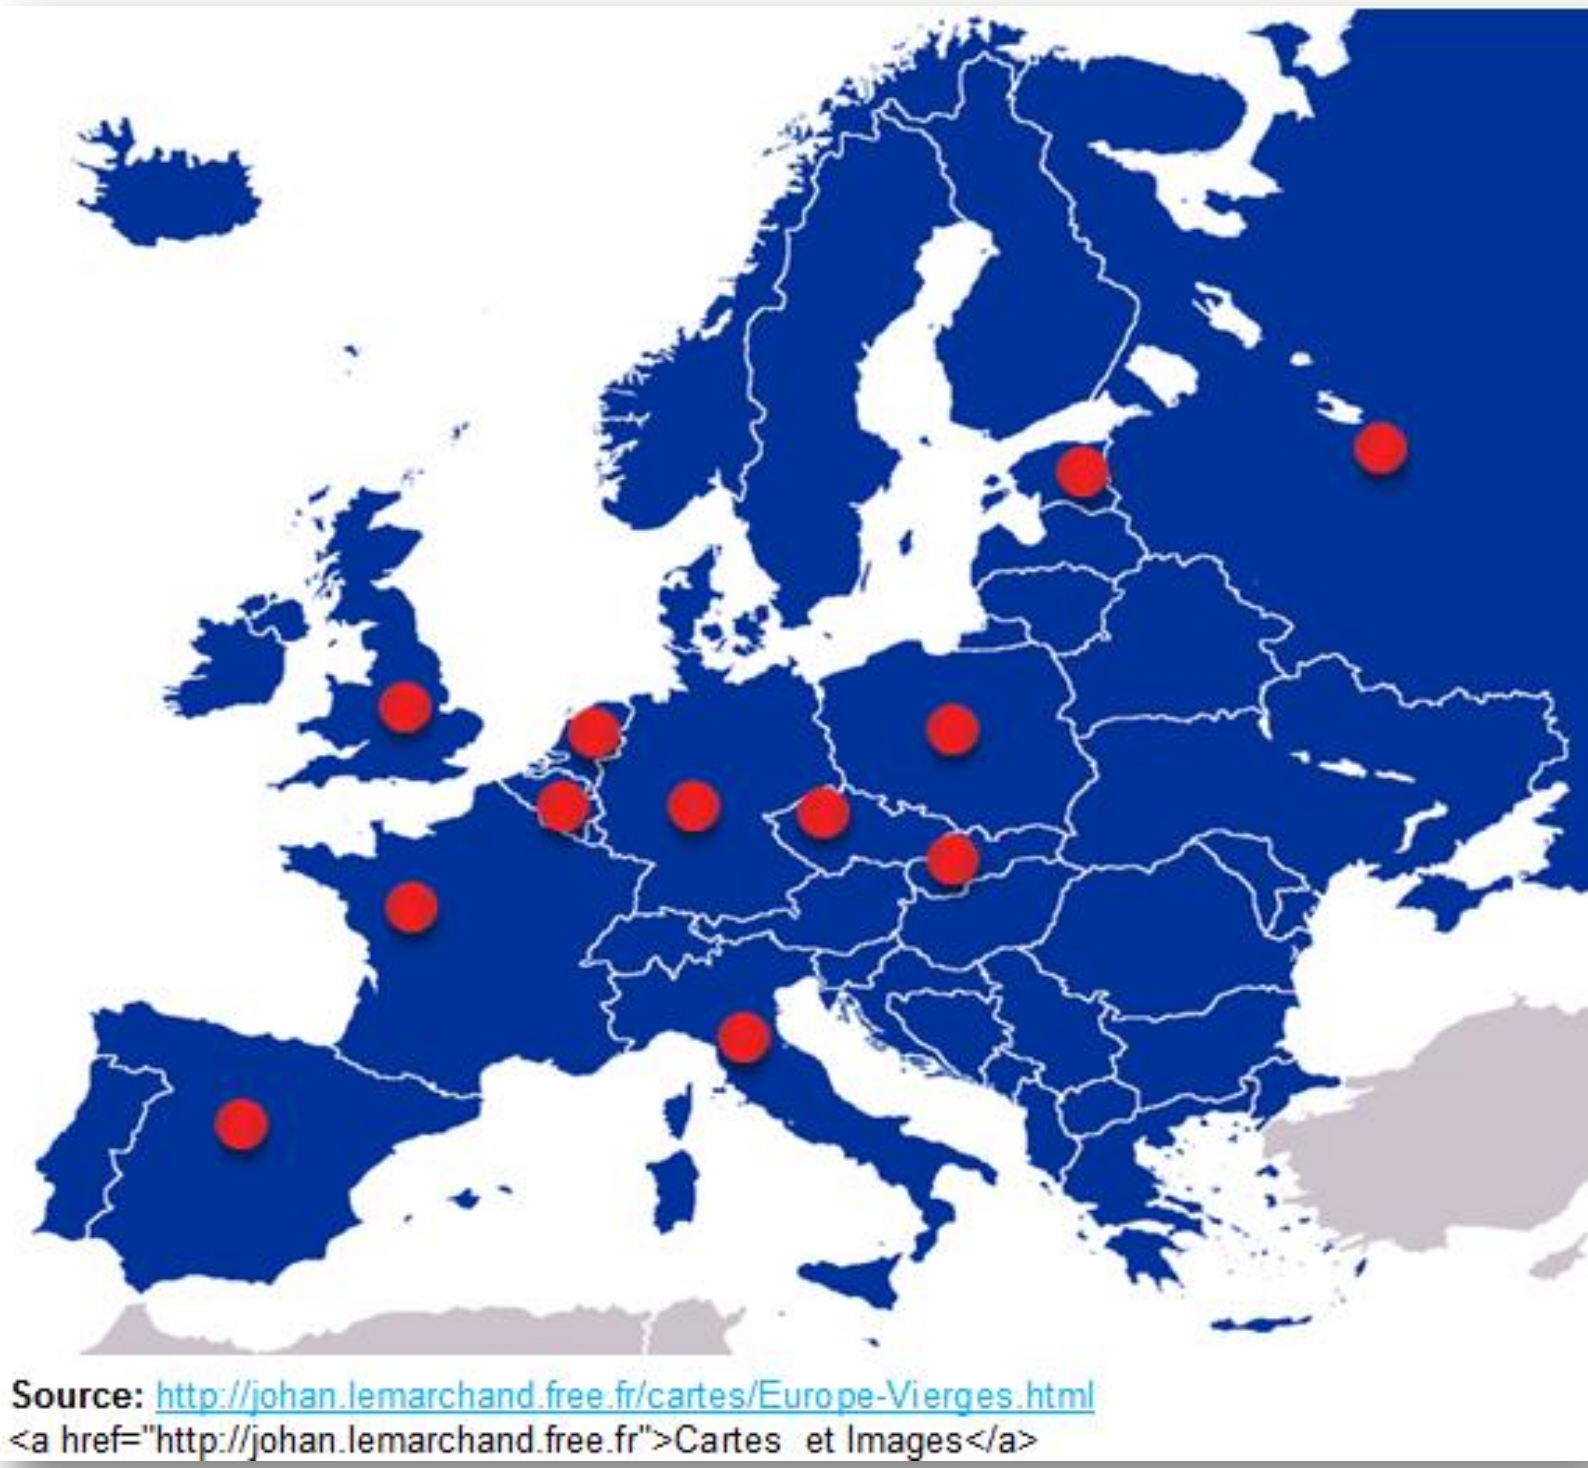 Source: http://johan.lemarchand.free.fr/cartes/Europe-Vierges.html
<a href="http://johan.lemarchand.free.fr">Cartes et Images</a>